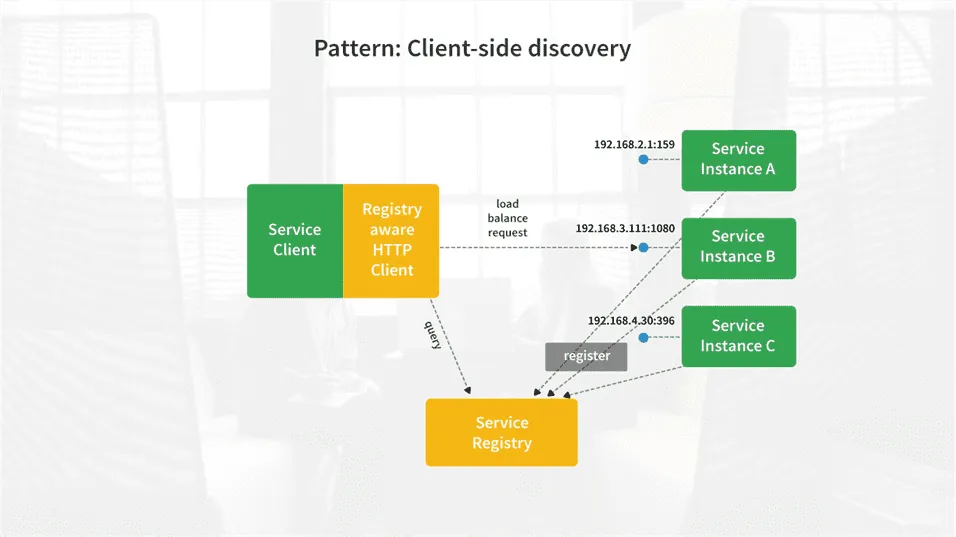 Pattern: Client-side discovery
192.168.2.1:159
Service
Instance A
Service
Client
Registry
aware
HTTP
Client
load
balance
request
192.168.3.111:1080
Service
Instance B
query
192.168.4.30:396
Service
Instance C
register
Service
Registry